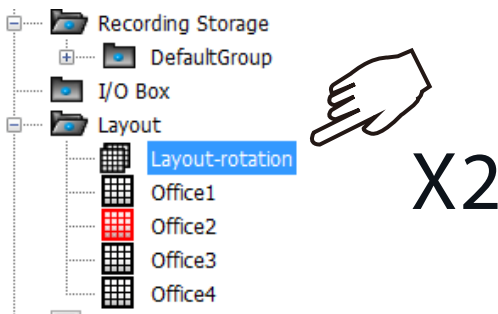 Recording Storage
DefaultGroup
I/O Box
Layout
Layout-rotation
X2
Office1
Office2
Office3
Office4